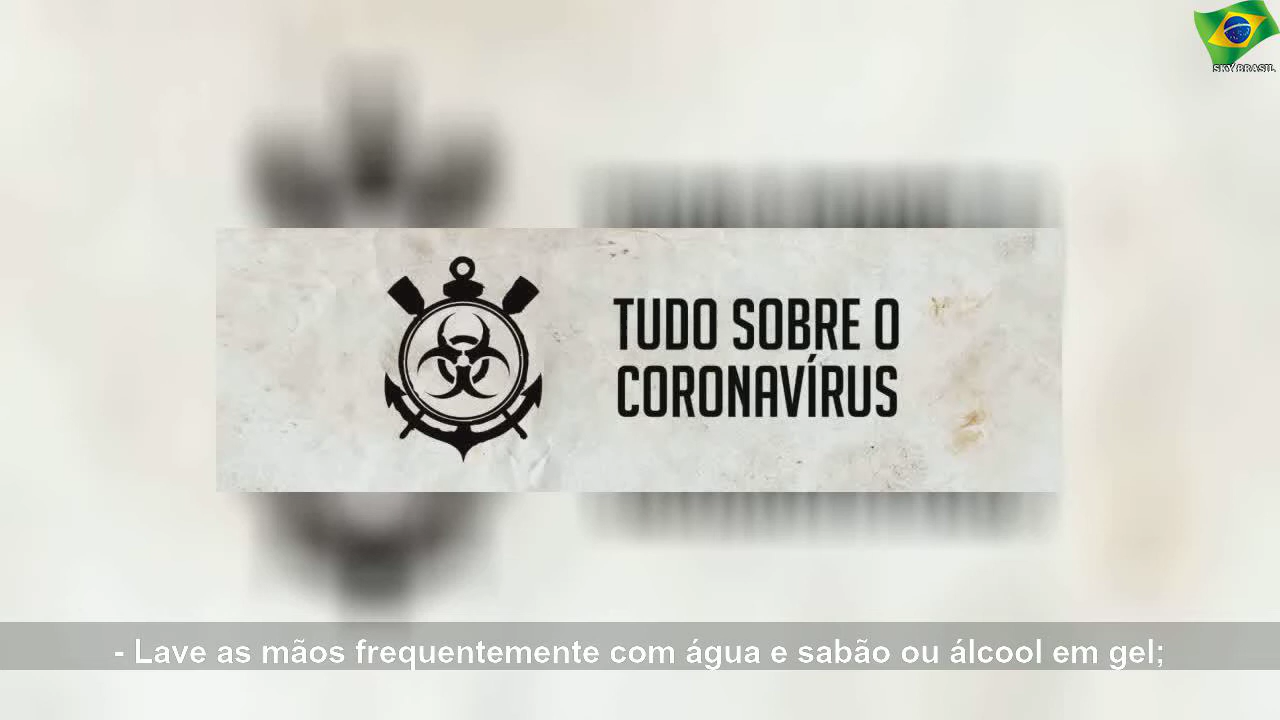 SKY BRASIL
TUDO SOBRE O
CORONAVÍRUS
- Lave as mãos frequentemente com água e sabão ou álcool em gel;